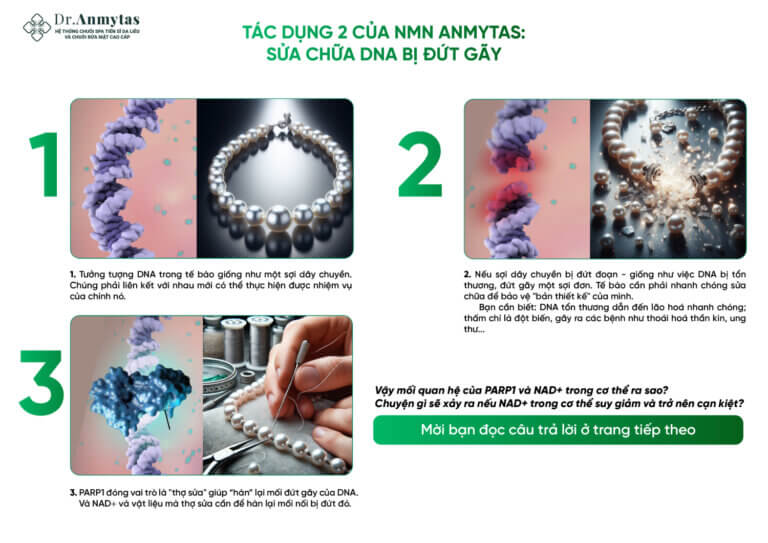 Dr.Anmytas
HỆ THỐNG CHUỖI SPA TIẾN SĨ DA LIỄU
VÀ CHUỖI RỬA MẶT CAO CẤP
TÁC DỤNG 2 CỦA NMN ANMYTAS:
SỬA CHỮA DNA BỊ ĐỨT GÃY
1
2
1. Tưởng tượng DNA trong tế bào giống như một sợi dây chuyền.
Chúng phải liên kết với nhau mới có thể thực hiện được nhiệm vụ
của chính nó.
2. Nếu sợi dây chuyền bị đứt đoạn - giống như việc DNA bị tổn
thương, đứt gãy một sợi đơn. Tế bào cần phải nhanh chóng sửa
chữa để bảo vệ "bản thiết kế" của mình.
Bạn cần biết: DNA tổn thương dẫn đến lão hoá nhanh chóng;
thậm chí là đột biến, gây ra các bệnh như thoái hoá thần kin, ung
thư...
3
Vậy mối quan hệ của PARP1 và NAD+ trong cơ thể ra sao?
Chuyện gì sẽ xảy ra nếu NAD+ trong cơ thể suy giảm và trở nên cạn kiệt?
Mời bạn đọc câu trả lời ở trang tiếp theo
3. PARP1 đóng vai trò là "thợ sửa" giúp "hàn" lại mối đứt gãy của DNA.
Và NAD+ và vật liệu mà thợ sửa cần để hàn lại mối nối bị đứt đó.